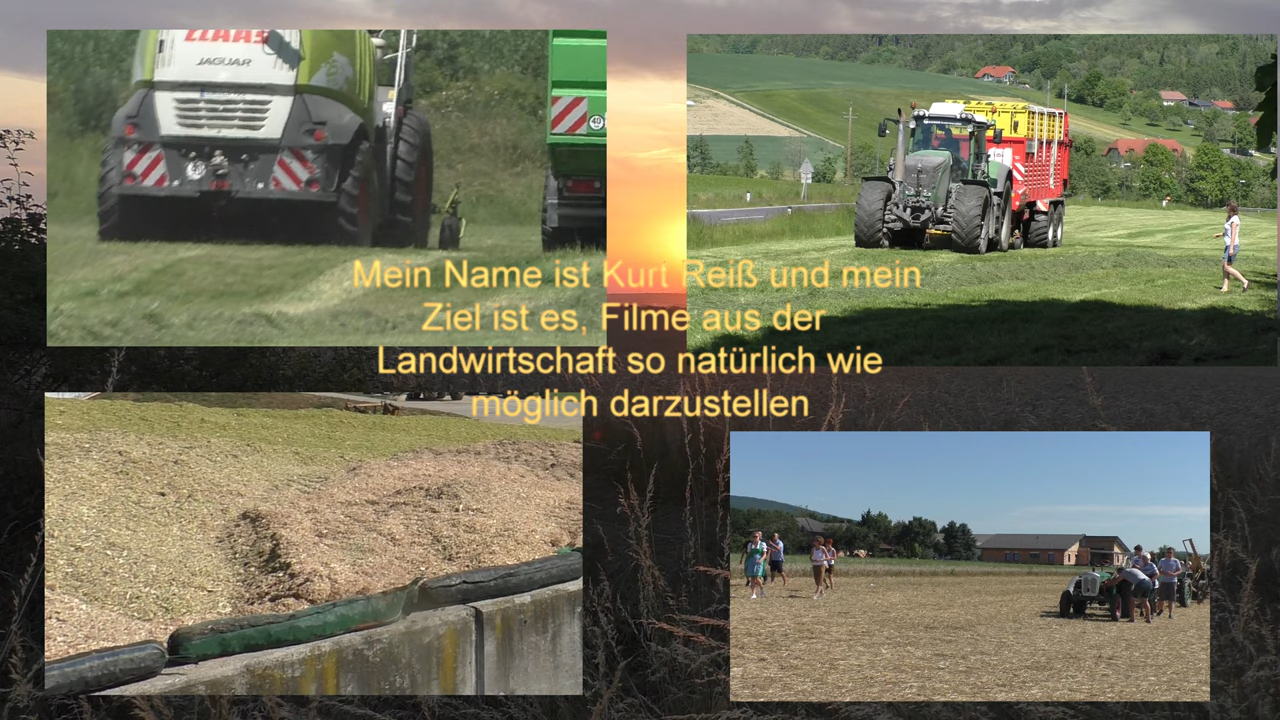 CLAAS
JAGUAR
40
Mein Name ist Kurt Reiß und mein
Ziel ist es, Filme aus der
Landwirtschaft so natürlich wie
möglich darzustellen